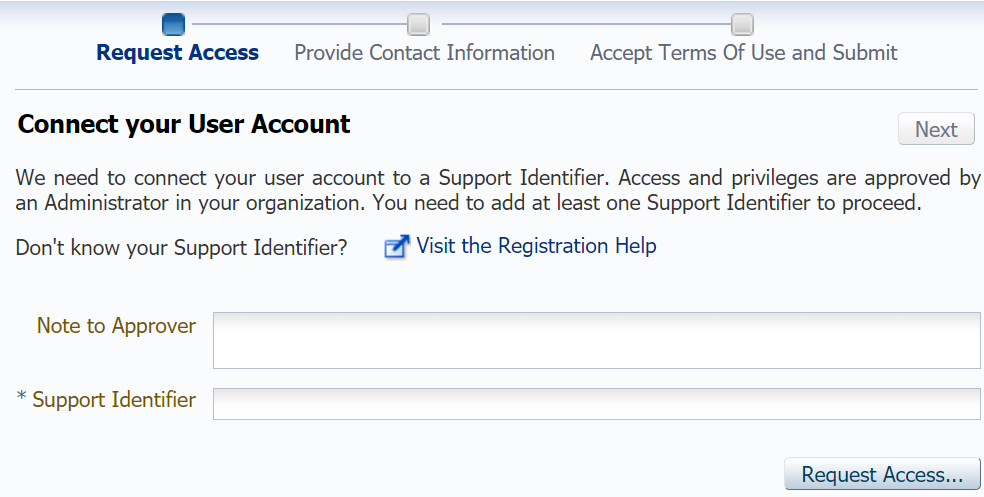 Request Access Provide Contact Information Accept Terms Of Use and Submit
Connect your User Account
Next
We need to connect your user account to a Support Identifier. Access and privileges are approved by
an Administrator in your organization. You need to add at least one Support Identifier to proceed.
Don't know your Support Identifier? Visit the Registration Help
Note to Approver
* Support Identifier
Request Access...